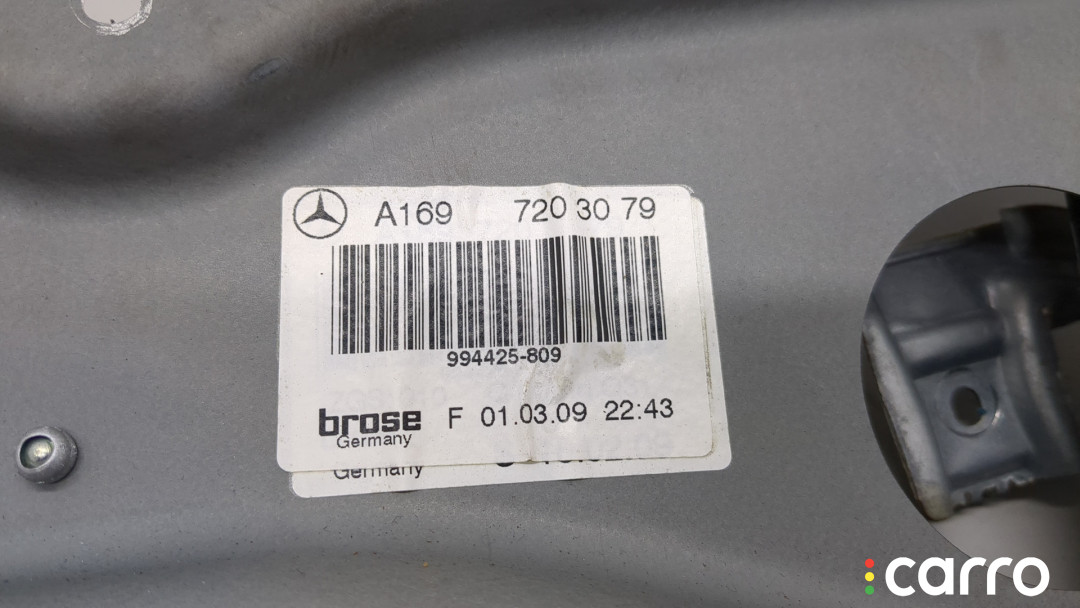 A169 720 30 79
994425-809
brose F 01.03.09 22:43
Germany
Germany
carro